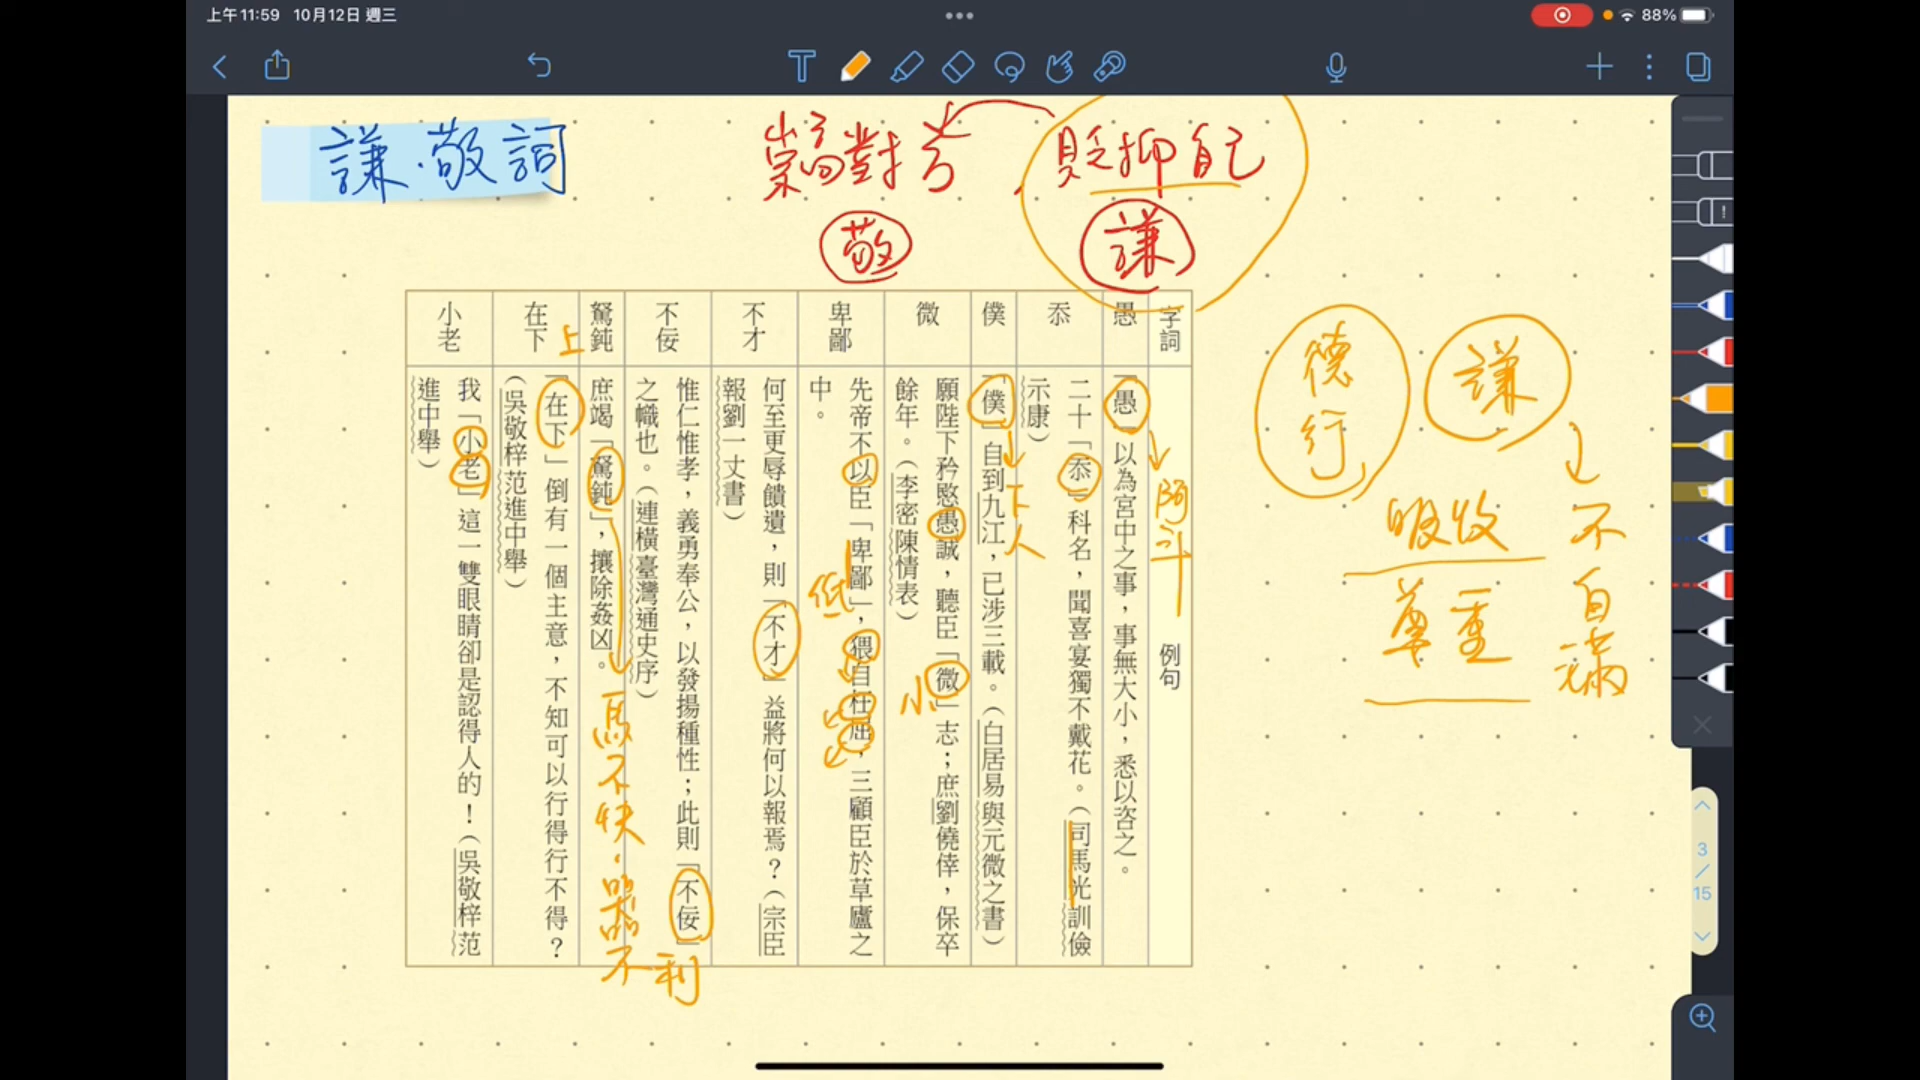 上午11:59 10月12日 週三
88%
謙·敬詞
崇高對方,貶抑自己
敬
謙
字詞
例句
愚
「愚」以為宮中之事，事無大小，悉以咨之。
阿斗
忝
二十「忝」科名，聞喜宴獨不戴花。（司馬光訓儉
示康）
僕
「僕」自到九江，已涉三載。（白居易與元微之書）
下人
微
願陛下矜愍愚誠，聽臣「微」志；庶劉僥倖，保卒
餘年。（李密陳情表）
小
卑鄙
先帝不以臣「卑鄙」，猥自枉屈，三顧臣於草廬之
中。
低
不才
何至更辱饋遺，則「不才」益將何以報焉？（宗臣
報劉一丈書）
不佞
惟仁惟孝，義勇奉公，以發揚種性；此則「不佞」
之幟也。（連橫臺灣通史序）
駑鈍
庶竭「駑鈍」，攘除姦凶。
馬不快.器不利
在下
上
「在下」倒有一個主意，不知可以行得行不得？
（吳敬梓范進中舉）
小老
我「小老」這一雙眼睛卻是認得人的！（吳敬梓范
進中舉）
德行
謙
不自滿
吸收
尊重
3
/
15